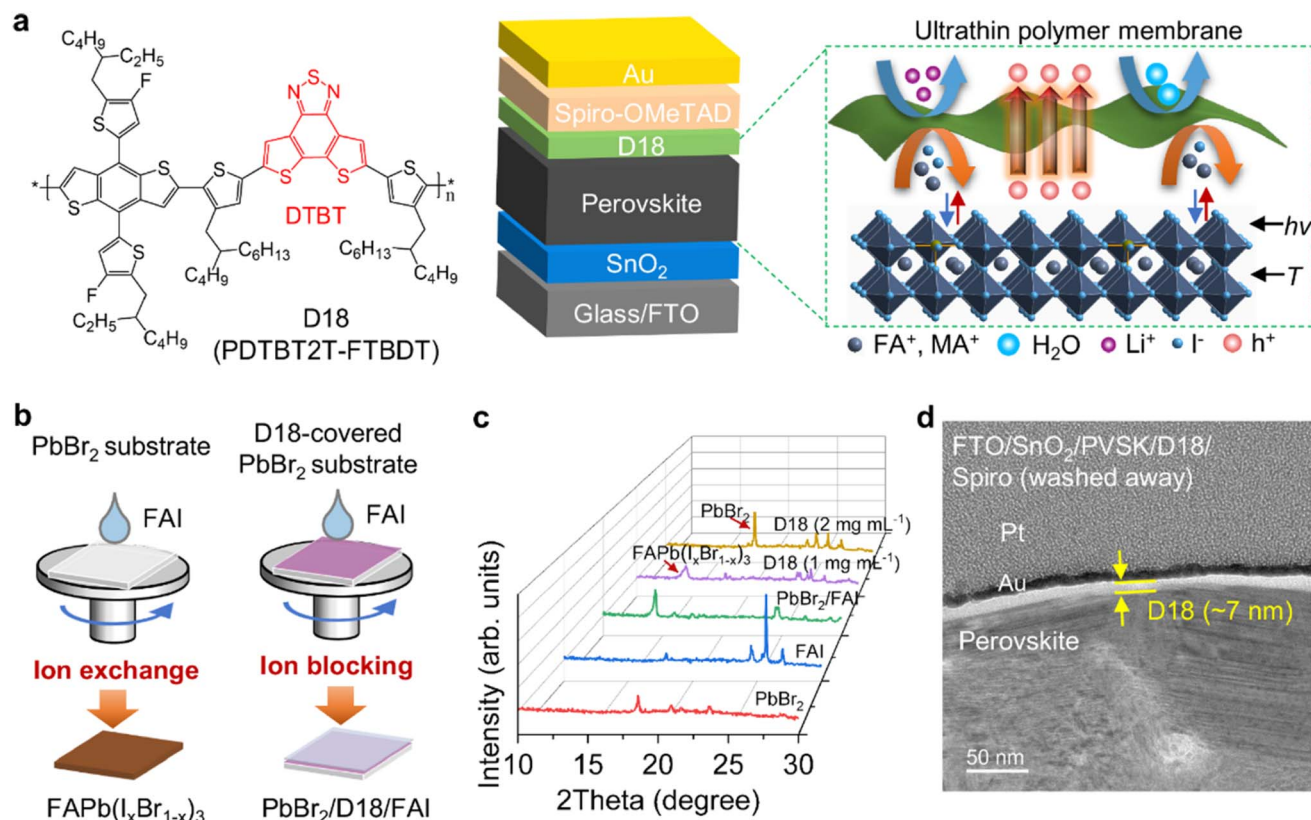 a
C₄H₉
C₂H₅
F
S
N
S
N
S
S
S
S
DTBT
S
S
*
*
n
S
F
C₂H₅
C₄H₉
C₄H₉
C₆H₁₃
C₆H₁₃
C₄H₉
D18
(PDTBT2T-FTBDT)
Au
Spiro-OMeTAD
D18
Perovskite
SnO₂
Glass/FTO
Ultrathin polymer membrane
hν
T
FA⁺, MA⁺
H₂O
Li⁺
I⁻
h⁺
b
PbBr₂ substrate
D18-covered
PbBr₂ substrate
FAI
FAI
Ion exchange
Ion blocking
FAPb(IₓBr₁₋ₓ)₃
PbBr₂/D18/FAI
c
Intensity (arb. units)
PbBr₂
D18 (2 mg mL⁻¹)
FAPb(IₓBr₁₋ₓ)₃
D18 (1 mg mL⁻¹)
PbBr₂/FAI
FAI
PbBr₂
10 15 20 25 30
2Theta (degree)
d
FTO/SnO₂/PVSK/D18/
Spiro (washed away)
Pt
Au
D18 (~7 nm)
Perovskite
50 nm